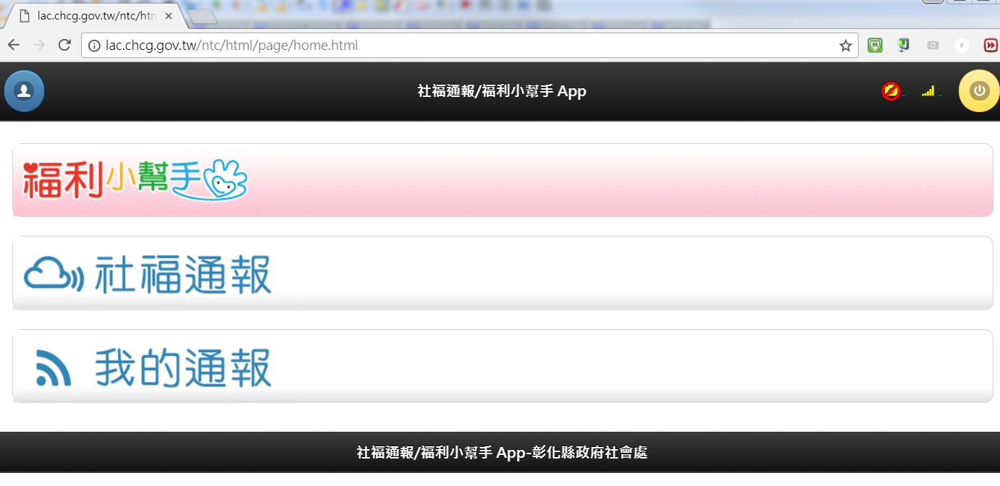 lac.chcg.gov.tw/ntc/htm
lac.chcg.gov.tw/ntc/html/page/home.html
社福通報/福利小幫手 App
福利小幫手
社福通報
我的通報
社福通報/福利小幫手 App-彰化縣政府社會處